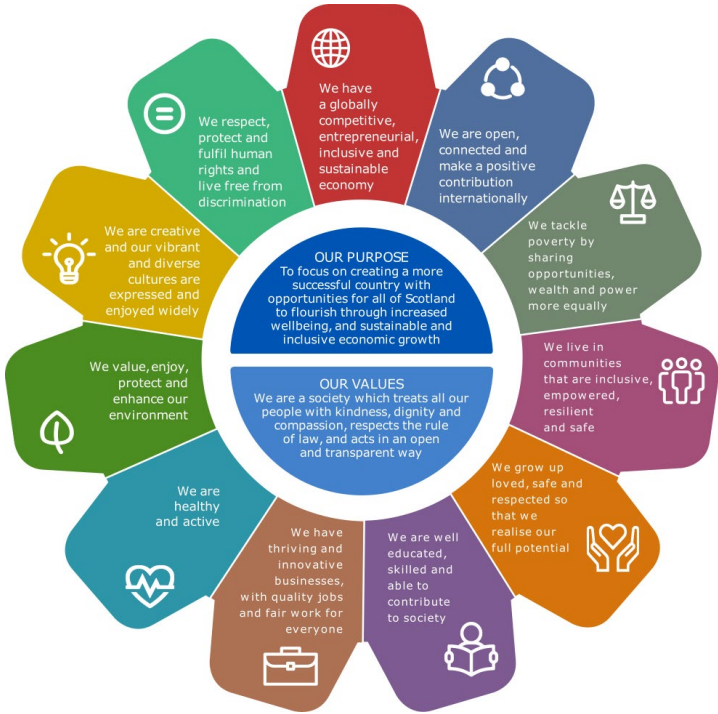 We have
a globally
competitive,
entrepreneurial,
inclusive and
sustainable
economy
We are open,
connected and
make a positive
contribution
internationally
We tackle
poverty by
sharing
opportunities,
wealth and power
more equally
We live in
communities
that are inclusive,
empowered,
resilient
and safe
We grow up
loved, safe and
respected so
that we
realise our
full potential
We are well
educated,
skilled and
able to
contribute
to society
We have
thriving and
innovative
businesses,
with quality jobs
and fair work for
everyone
We are
healthy
and active
We value, enjoy,
protect and
enhance our
environment
We are creative
and our vibrant
and diverse
cultures are
expressed and
enjoyed widely
We respect,
protect and
fulfil human
rights and
live free from
discrimination
OUR PURPOSE
To focus on creating a more
successful country with
opportunities for all of Scotland
to flourish through increased
wellbeing, and sustainable and
inclusive economic growth
OUR VALUES
We are a society which treats all our
people with kindness, dignity and
compassion, respects the rule
of law, and acts in an open
and transparent way